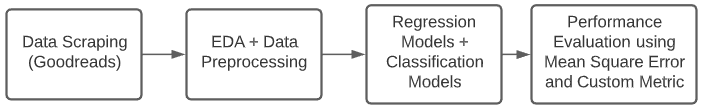 Data Scraping
(Goodreads)
EDA + Data
Preprocessing
Regression
Models +
Classification
Models
Performance
Evaluation using
Mean Square Error
and Custom Metric